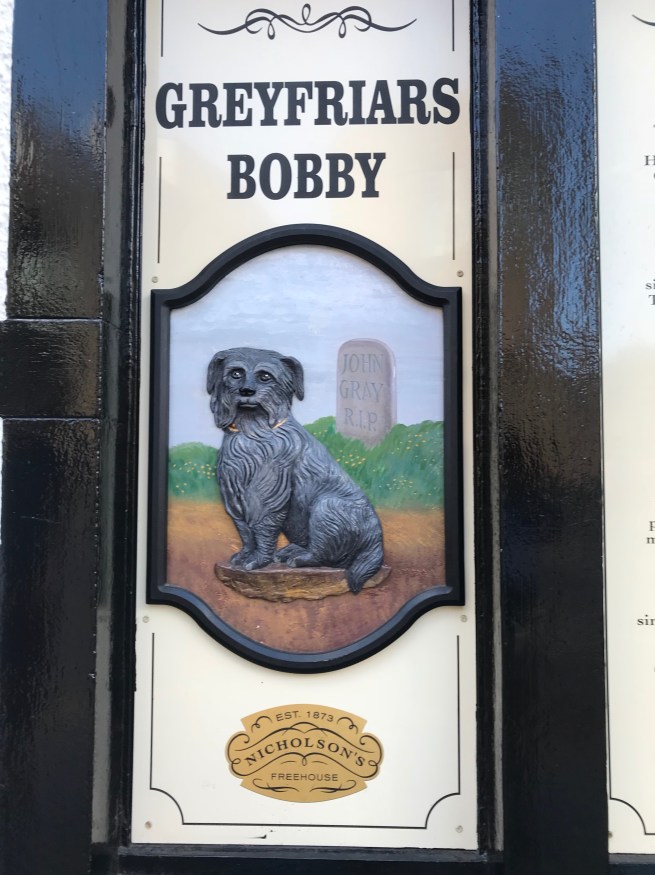 GREYFRIARS
BOBBY
JOHN
GRAY
R.I.P.
EST. 1873
NICHOLSON'S
FREEHOUSE